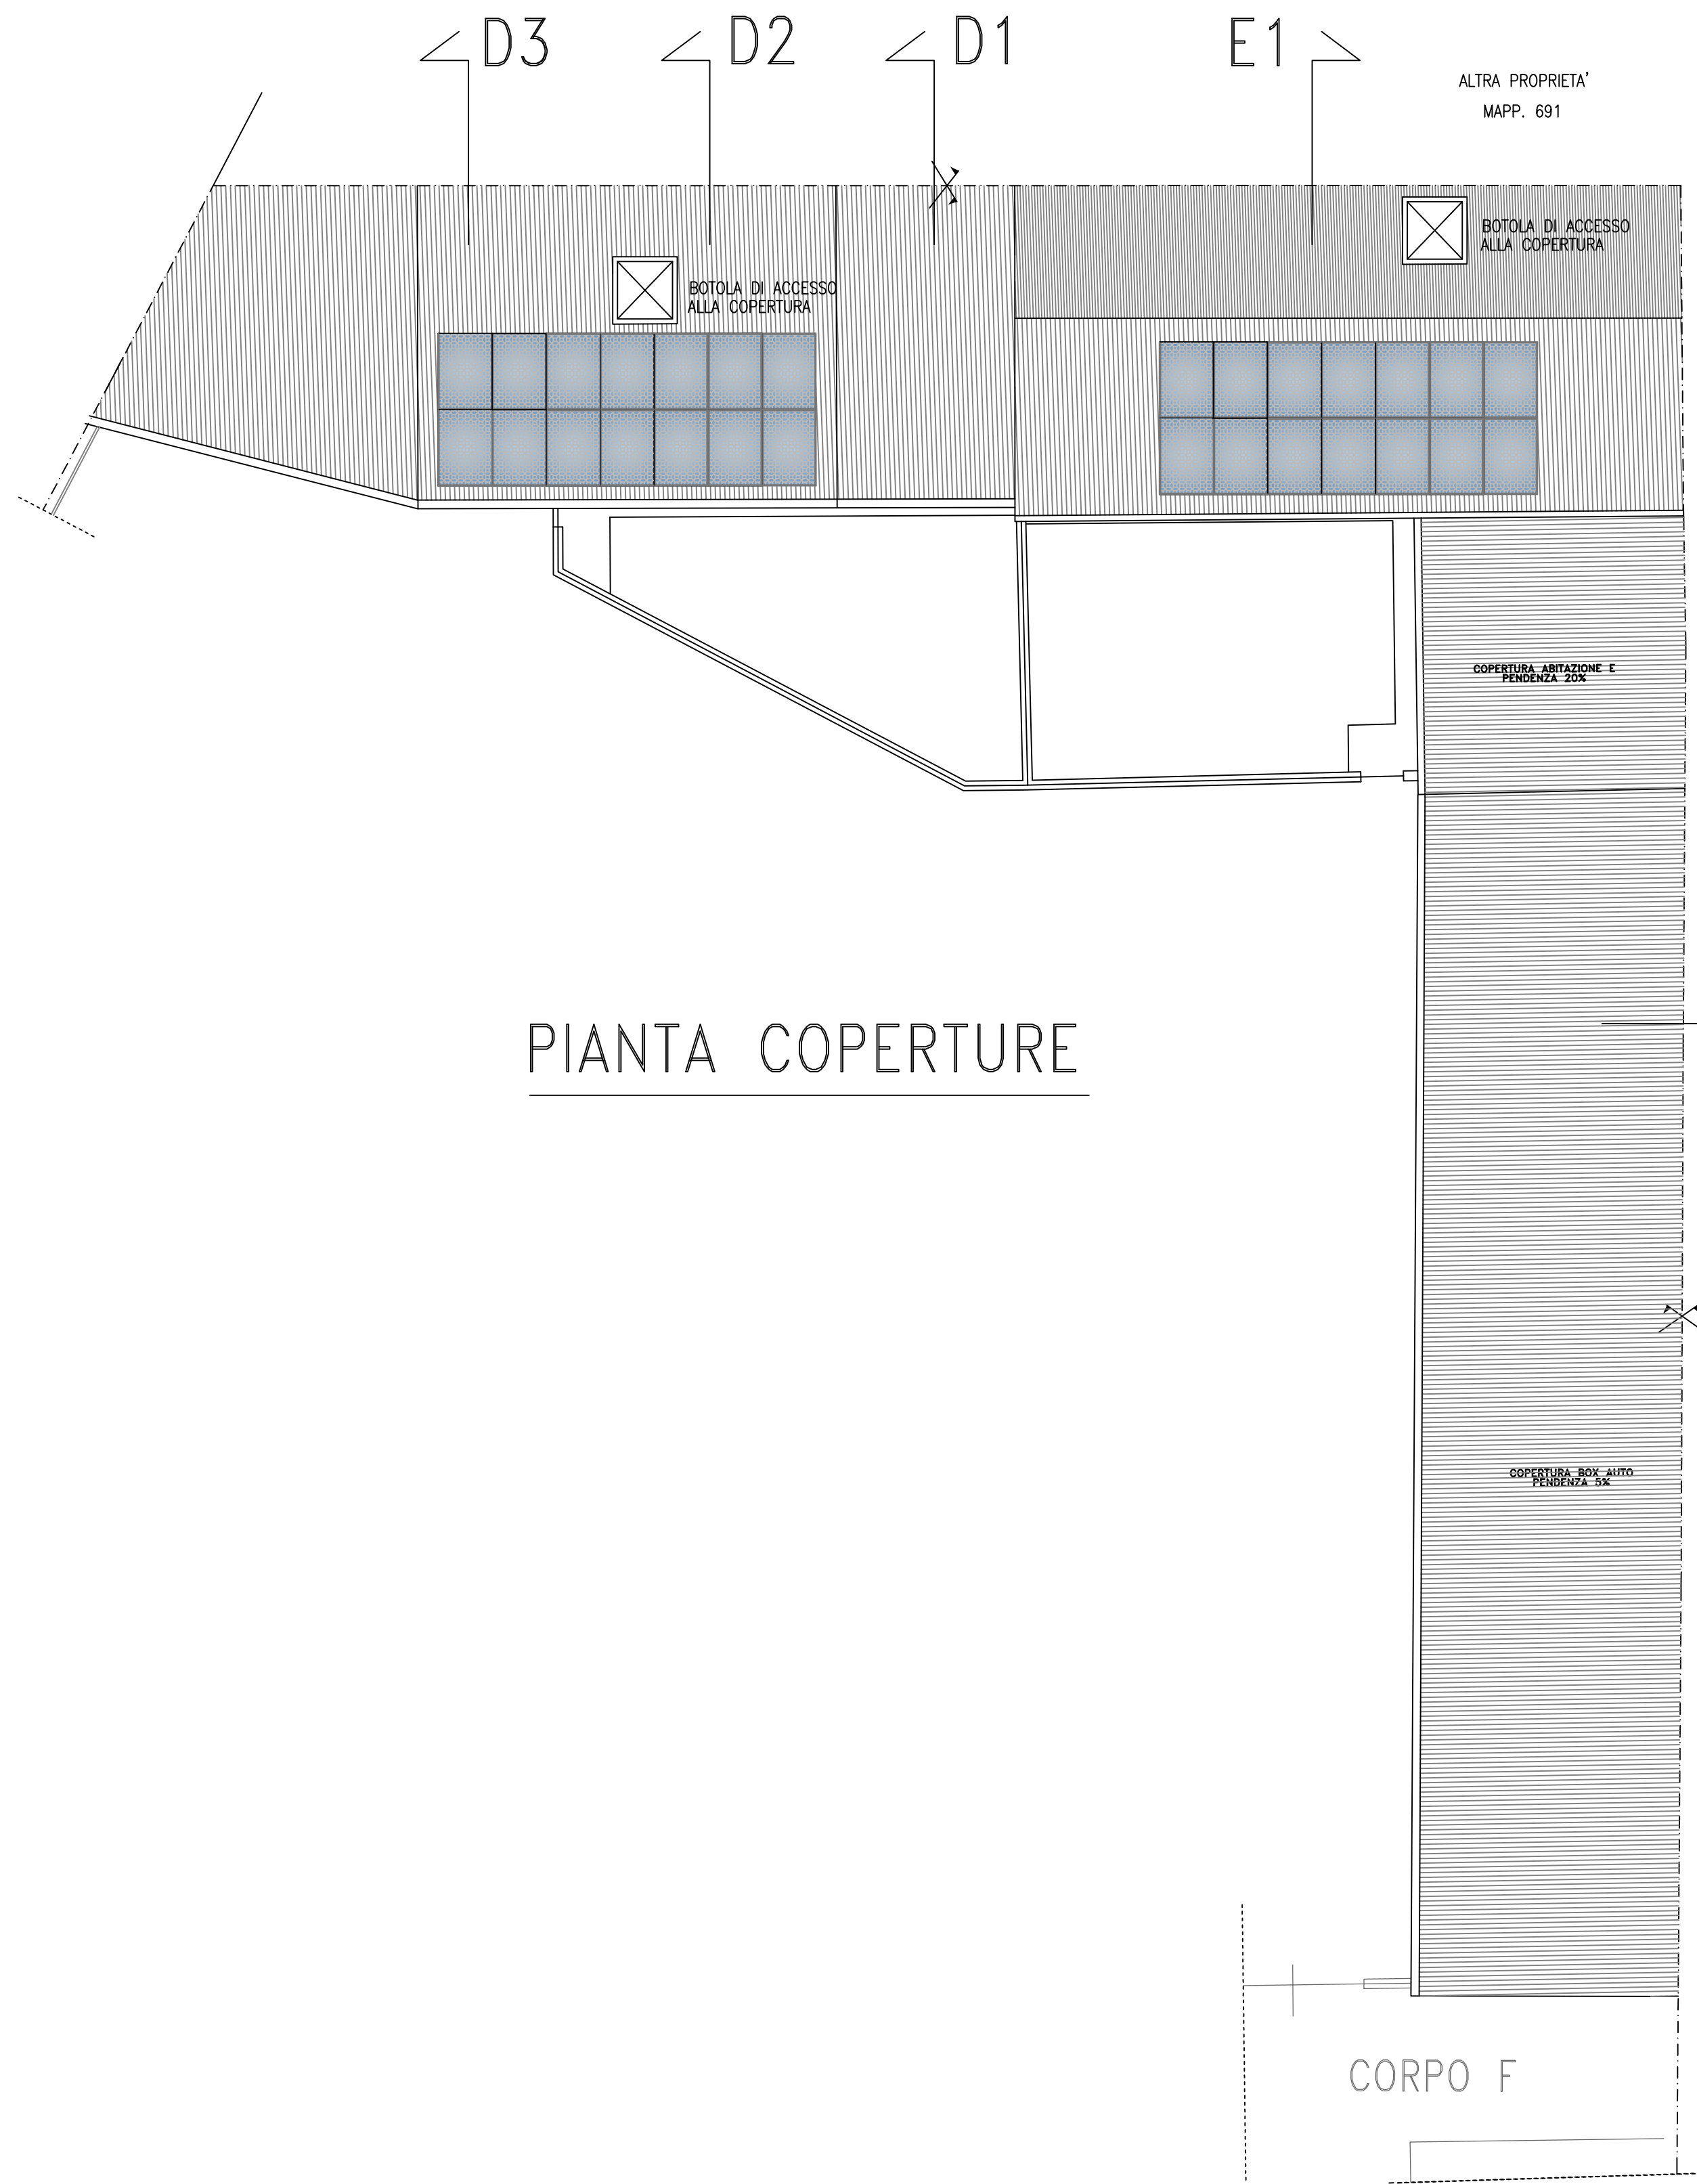 D3
D2
D1
E1
ALTRA PROPRIETA'
MAPP. 691
BOTOLA DI ACCESSO
ALLA COPERTURA
BOTOLA DI ACCESSO
ALLA COPERTURA
COPERTURA ABITAZIONE E
PENDENZA 20%
PIANTA COPERTURE
COPERTURA BOX AUTO
PENDENZA 5%
CORPO F